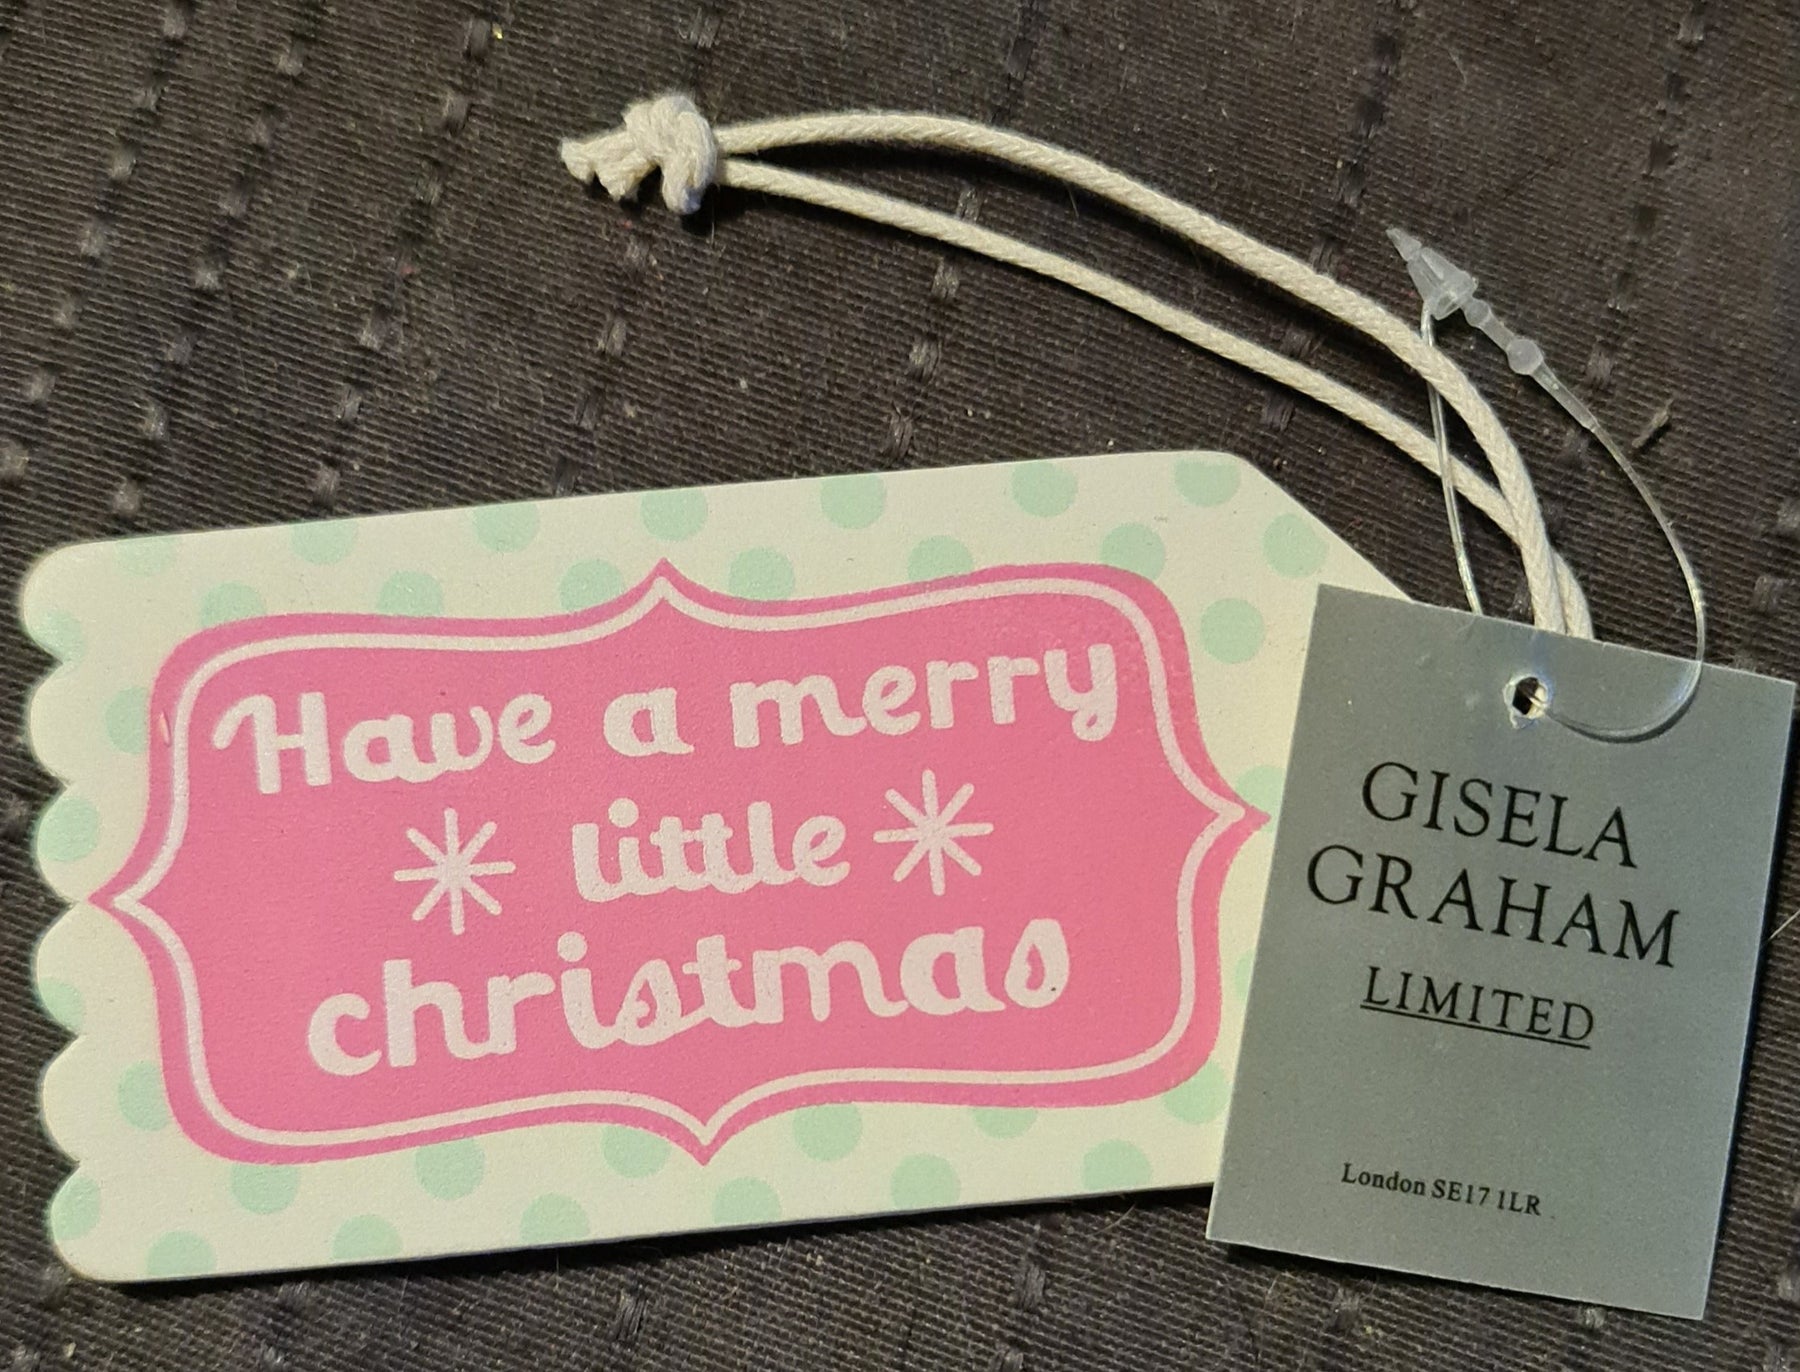 Have a merry
little
christmas
GISELA
GRAHAM
LIMITED
London SE17 1LR